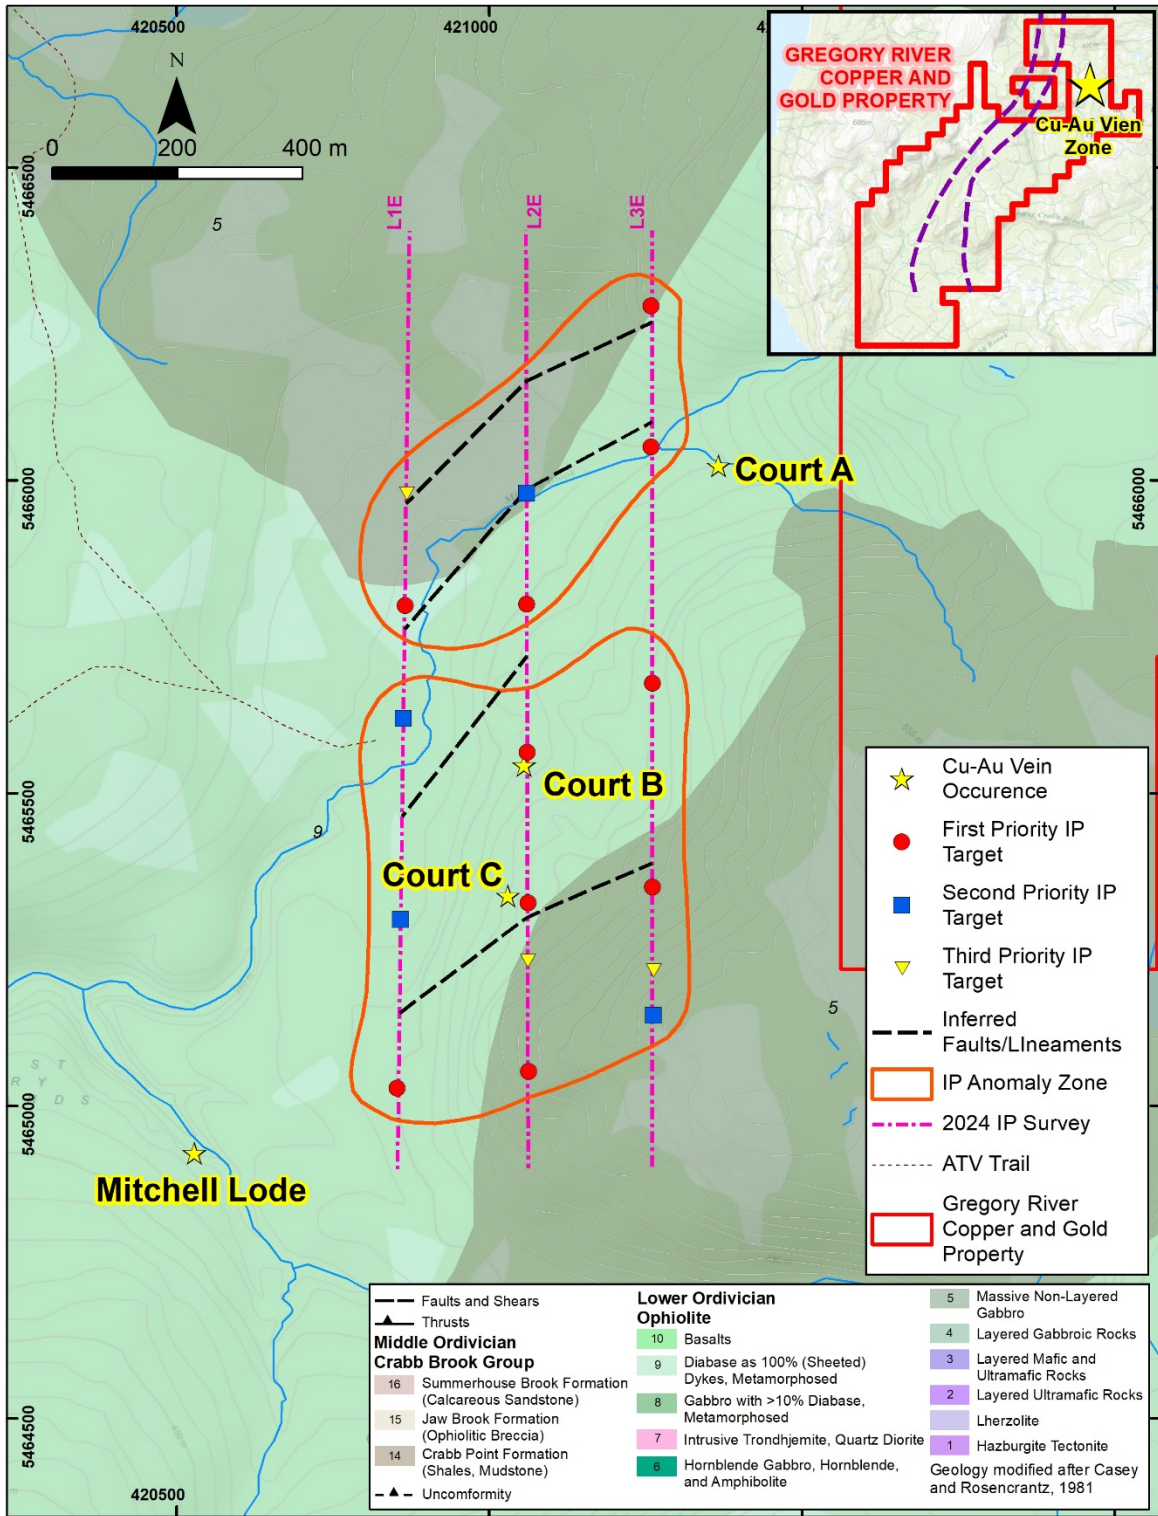 420500
421000
N
0 200 400 m
5466500
5466500
GREGORY RIVER
COPPER AND
GOLD PROPERTY
686m
Cu-Au Vien
Zone
5
L1E
L2E
L3E
5466000
5466000
Court A
Court B
5465500
9
Court C
5
5465000
Mitchell Lode
5464500
420500
Cu-Au Vein
Occurence
First Priority IP
Target
Second Priority IP
Target
Third Priority IP
Target
Inferred
Faults/LIneaments
IP Anomaly Zone
2024 IP Survey
ATV Trail
Gregory River
Copper and Gold
Property
Faults and Shears
Thrusts
Middle Ordivician
Crabb Brook Group
16 Summerhouse Brook Formation
(Calcareous Sandstone)
15 Jaw Brook Formation
(Ophiolitic Breccia)
14 Crabb Point Formation
(Shales, Mudstone)
Uncomformity
Lower Ordivician
Ophiolite
10 Basalts
9 Diabase as 100% (Sheeted)
Dykes, Metamorphosed
8 Gabbro with >10% Diabase,
Metamorphosed
7 Intrusive Trondhjemite, Quartz Diorite
6 Hornblende Gabbro, Hornblende,
and Amphibolite
5 Massive Non-Layered
Gabbro
4 Layered Gabbroic Rocks
3 Layered Mafic and
Ultramafic Rocks
2 Layered Ultramafic Rocks
Lherzolite
1 Hazburgite Tectonite
Geology modified after Casey
and Rosencrantz, 1981